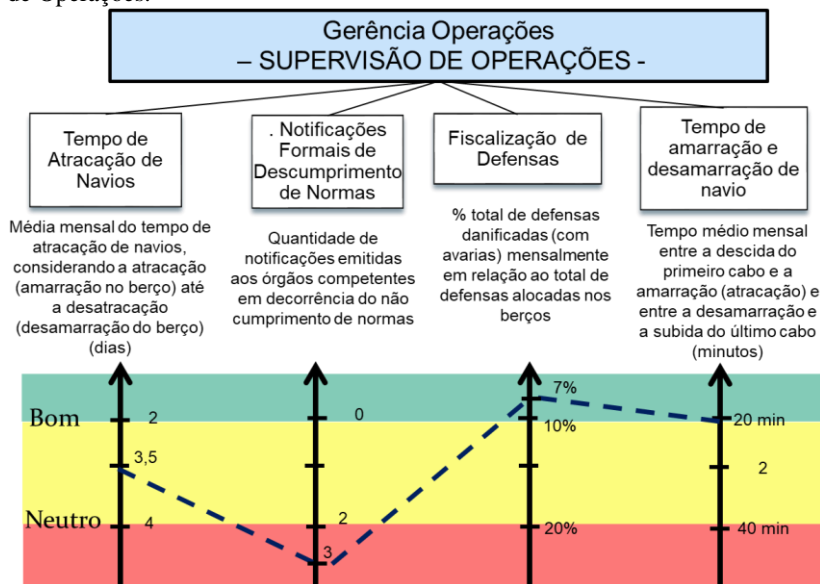 de Operações.
Gerência Operações
– SUPERVISÃO DE OPERAÇÕES -
Tempo de
Atracação de
Navios
. Notificações
Formais de
Descumprimento
de Normas
Fiscalização de
Defensas
Tempo de
amarração e
desamarração de
navio
Média mensal do tempo de
atracação de navios,
considerando a atracação
(amarração no berço) até
a desatracação
(desamarração do berço)
(dias)
Quantidade de
notificações emitidas
aos órgãos competentes
em decorrência do não
cumprimento de normas
% total de defensas
danificadas (com
avarias) mensalmente
em relação ao total de
defensas alocadas nos
berços
Tempo médio mensal
entre a descida do
primeiro cabo e a
amarração (atracação) e
entre a desamarração e
a subida do último cabo
(minutos)
7%
Bom 2 0 10% 20 min
3,5 2
Neutro 4 2 20% 40 min
3